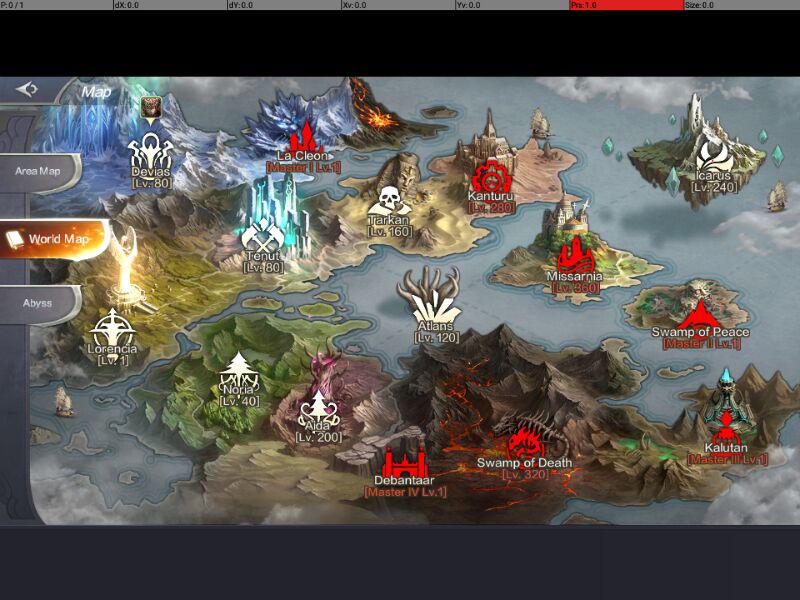 P: 0 / 1 dX: 0.0 dY: 0.0 Xv: 0.0 Yv: 0.0 Prs: 1.0 Size: 0.0
Map
Area Map
World Map
Abyss
Devias
[Lv. 80]
La Cleon
[Master I Lv.1]
Icarus
[Lv. 240]
Kanturu
[Lv. 280]
Tarkan
[Lv. 160]
Tenut
[Lv. 80]
Missarnia
[Lv. 360]
Atlans
[Lv. 120]
Swamp of Peace
[Master II Lv.1]
Lorencia
[Lv. 1]
Noria
[Lv. 40]
Aida
[Lv. 200]
Kalutan
[Master III Lv.1]
Swamp of Death
[Lv. 320]
Debantaar
[Master IV Lv.1]